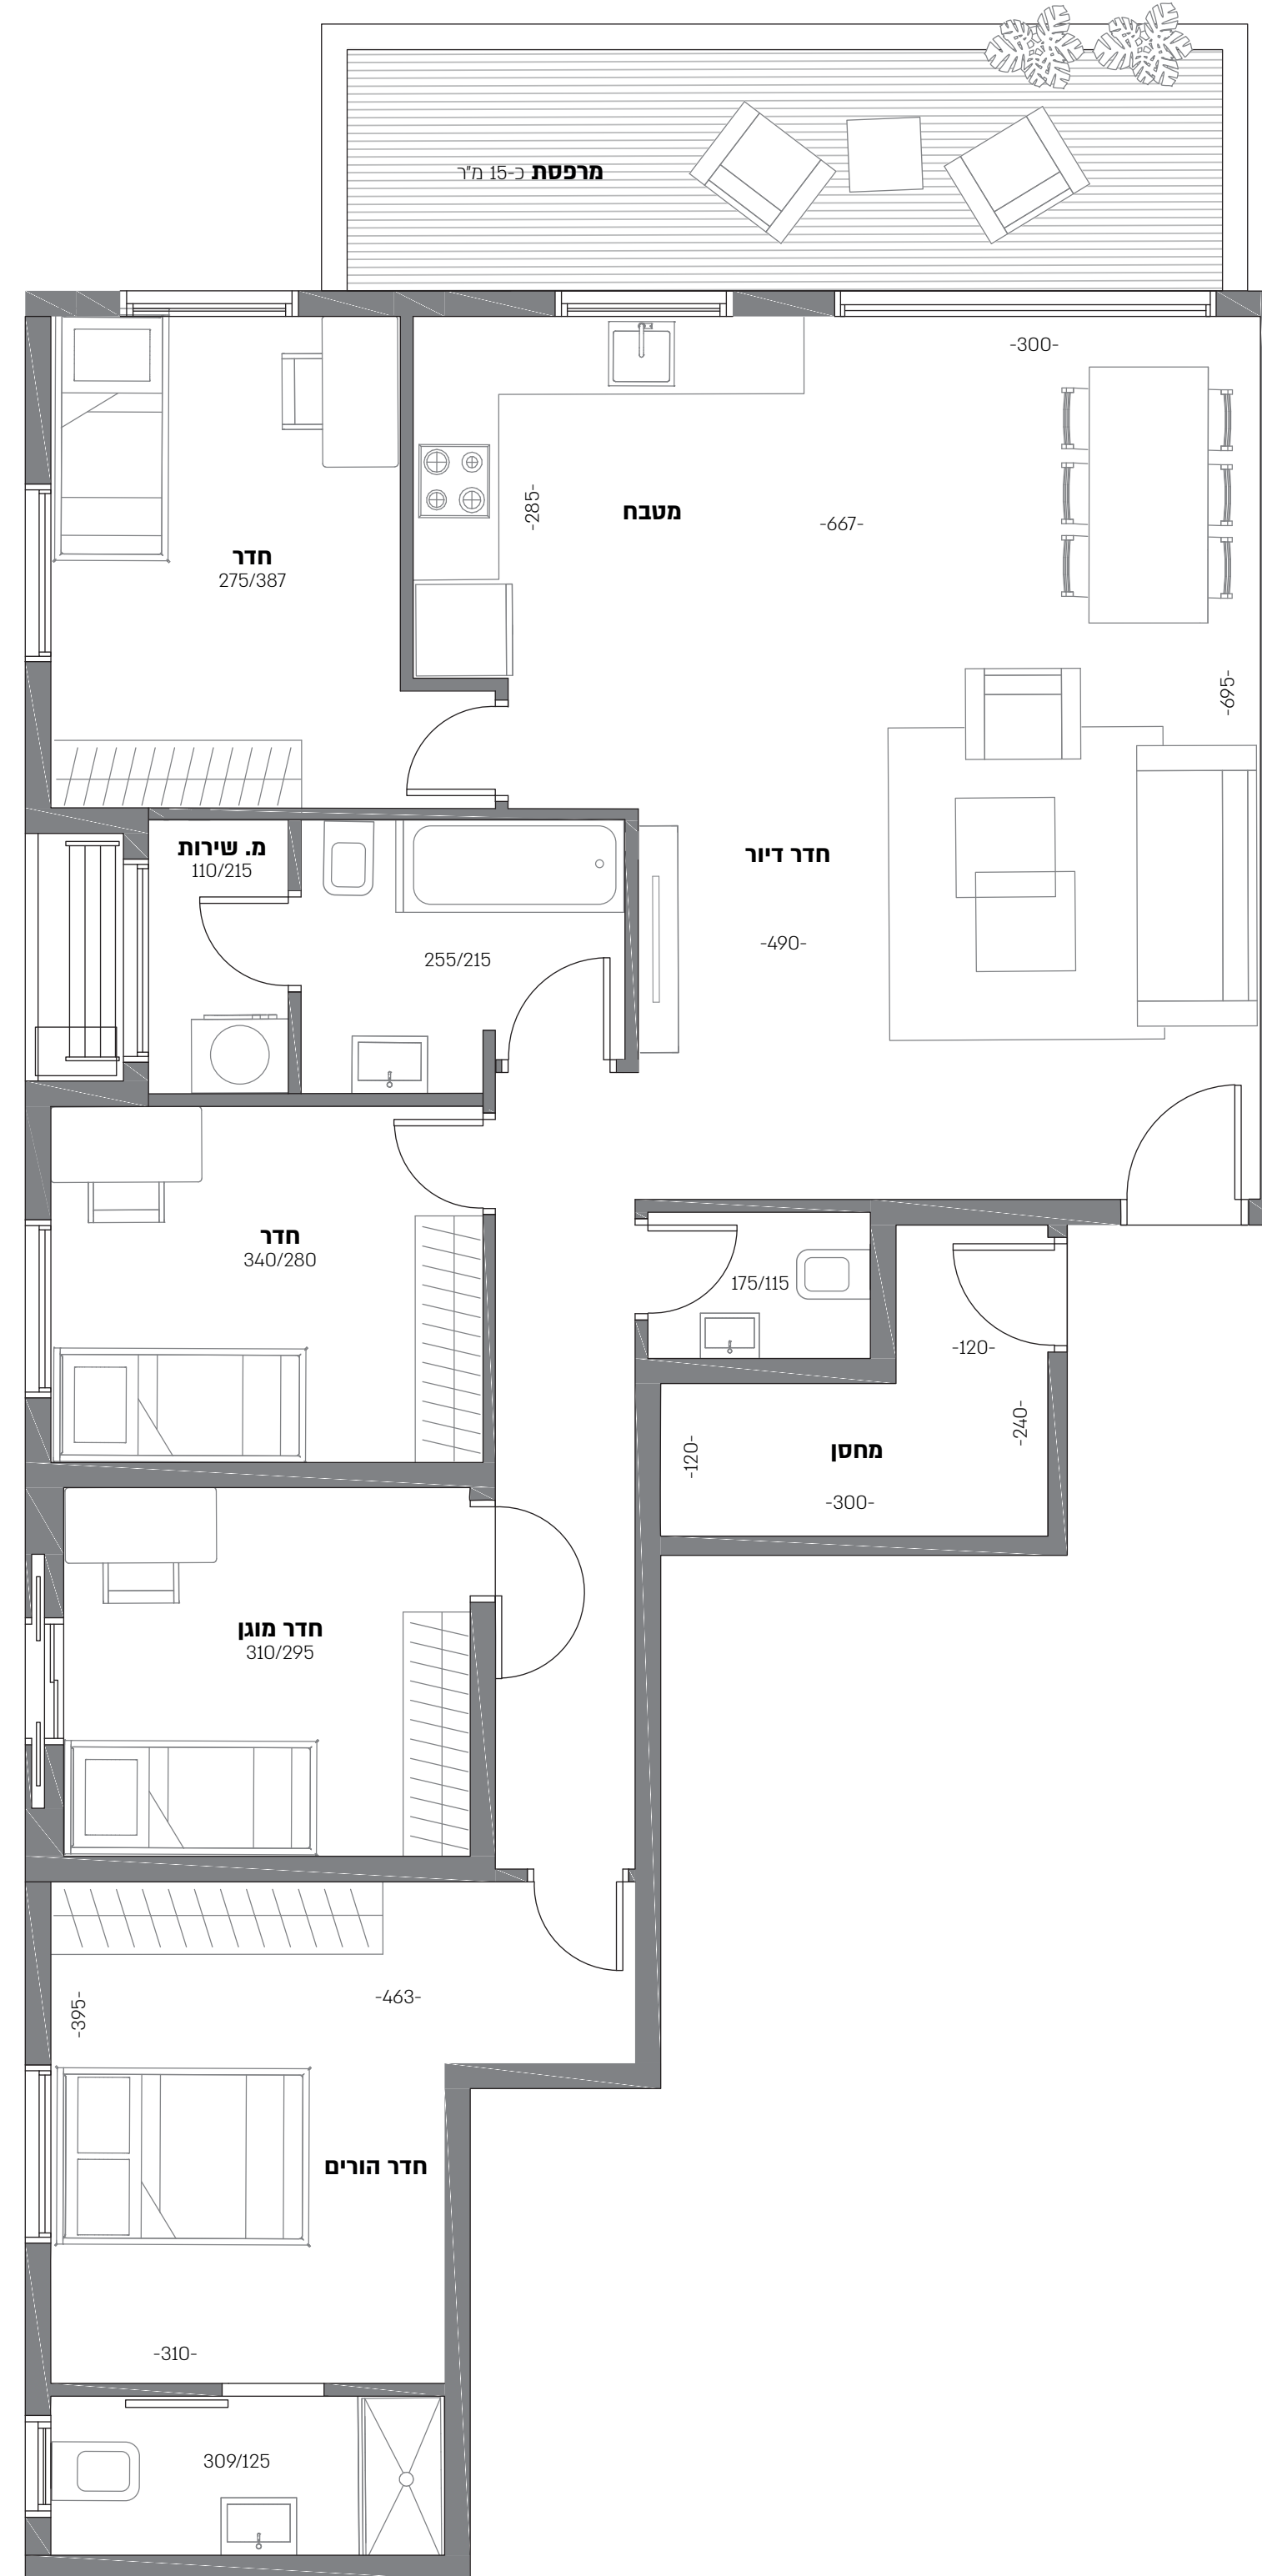 מרפסת כ-15 מ"ר
-300-
-285-
מטבח
-667-
חדר
275/387
-695-
מ. שירות
110/215
חדר דיור
-490-
255/215
חדר
340/280
175/115
-120-
-240-
-120-
מחסן
-300-
חדר מוגן
310/295
-463-
-395-
חדר הורים
-310-
309/125